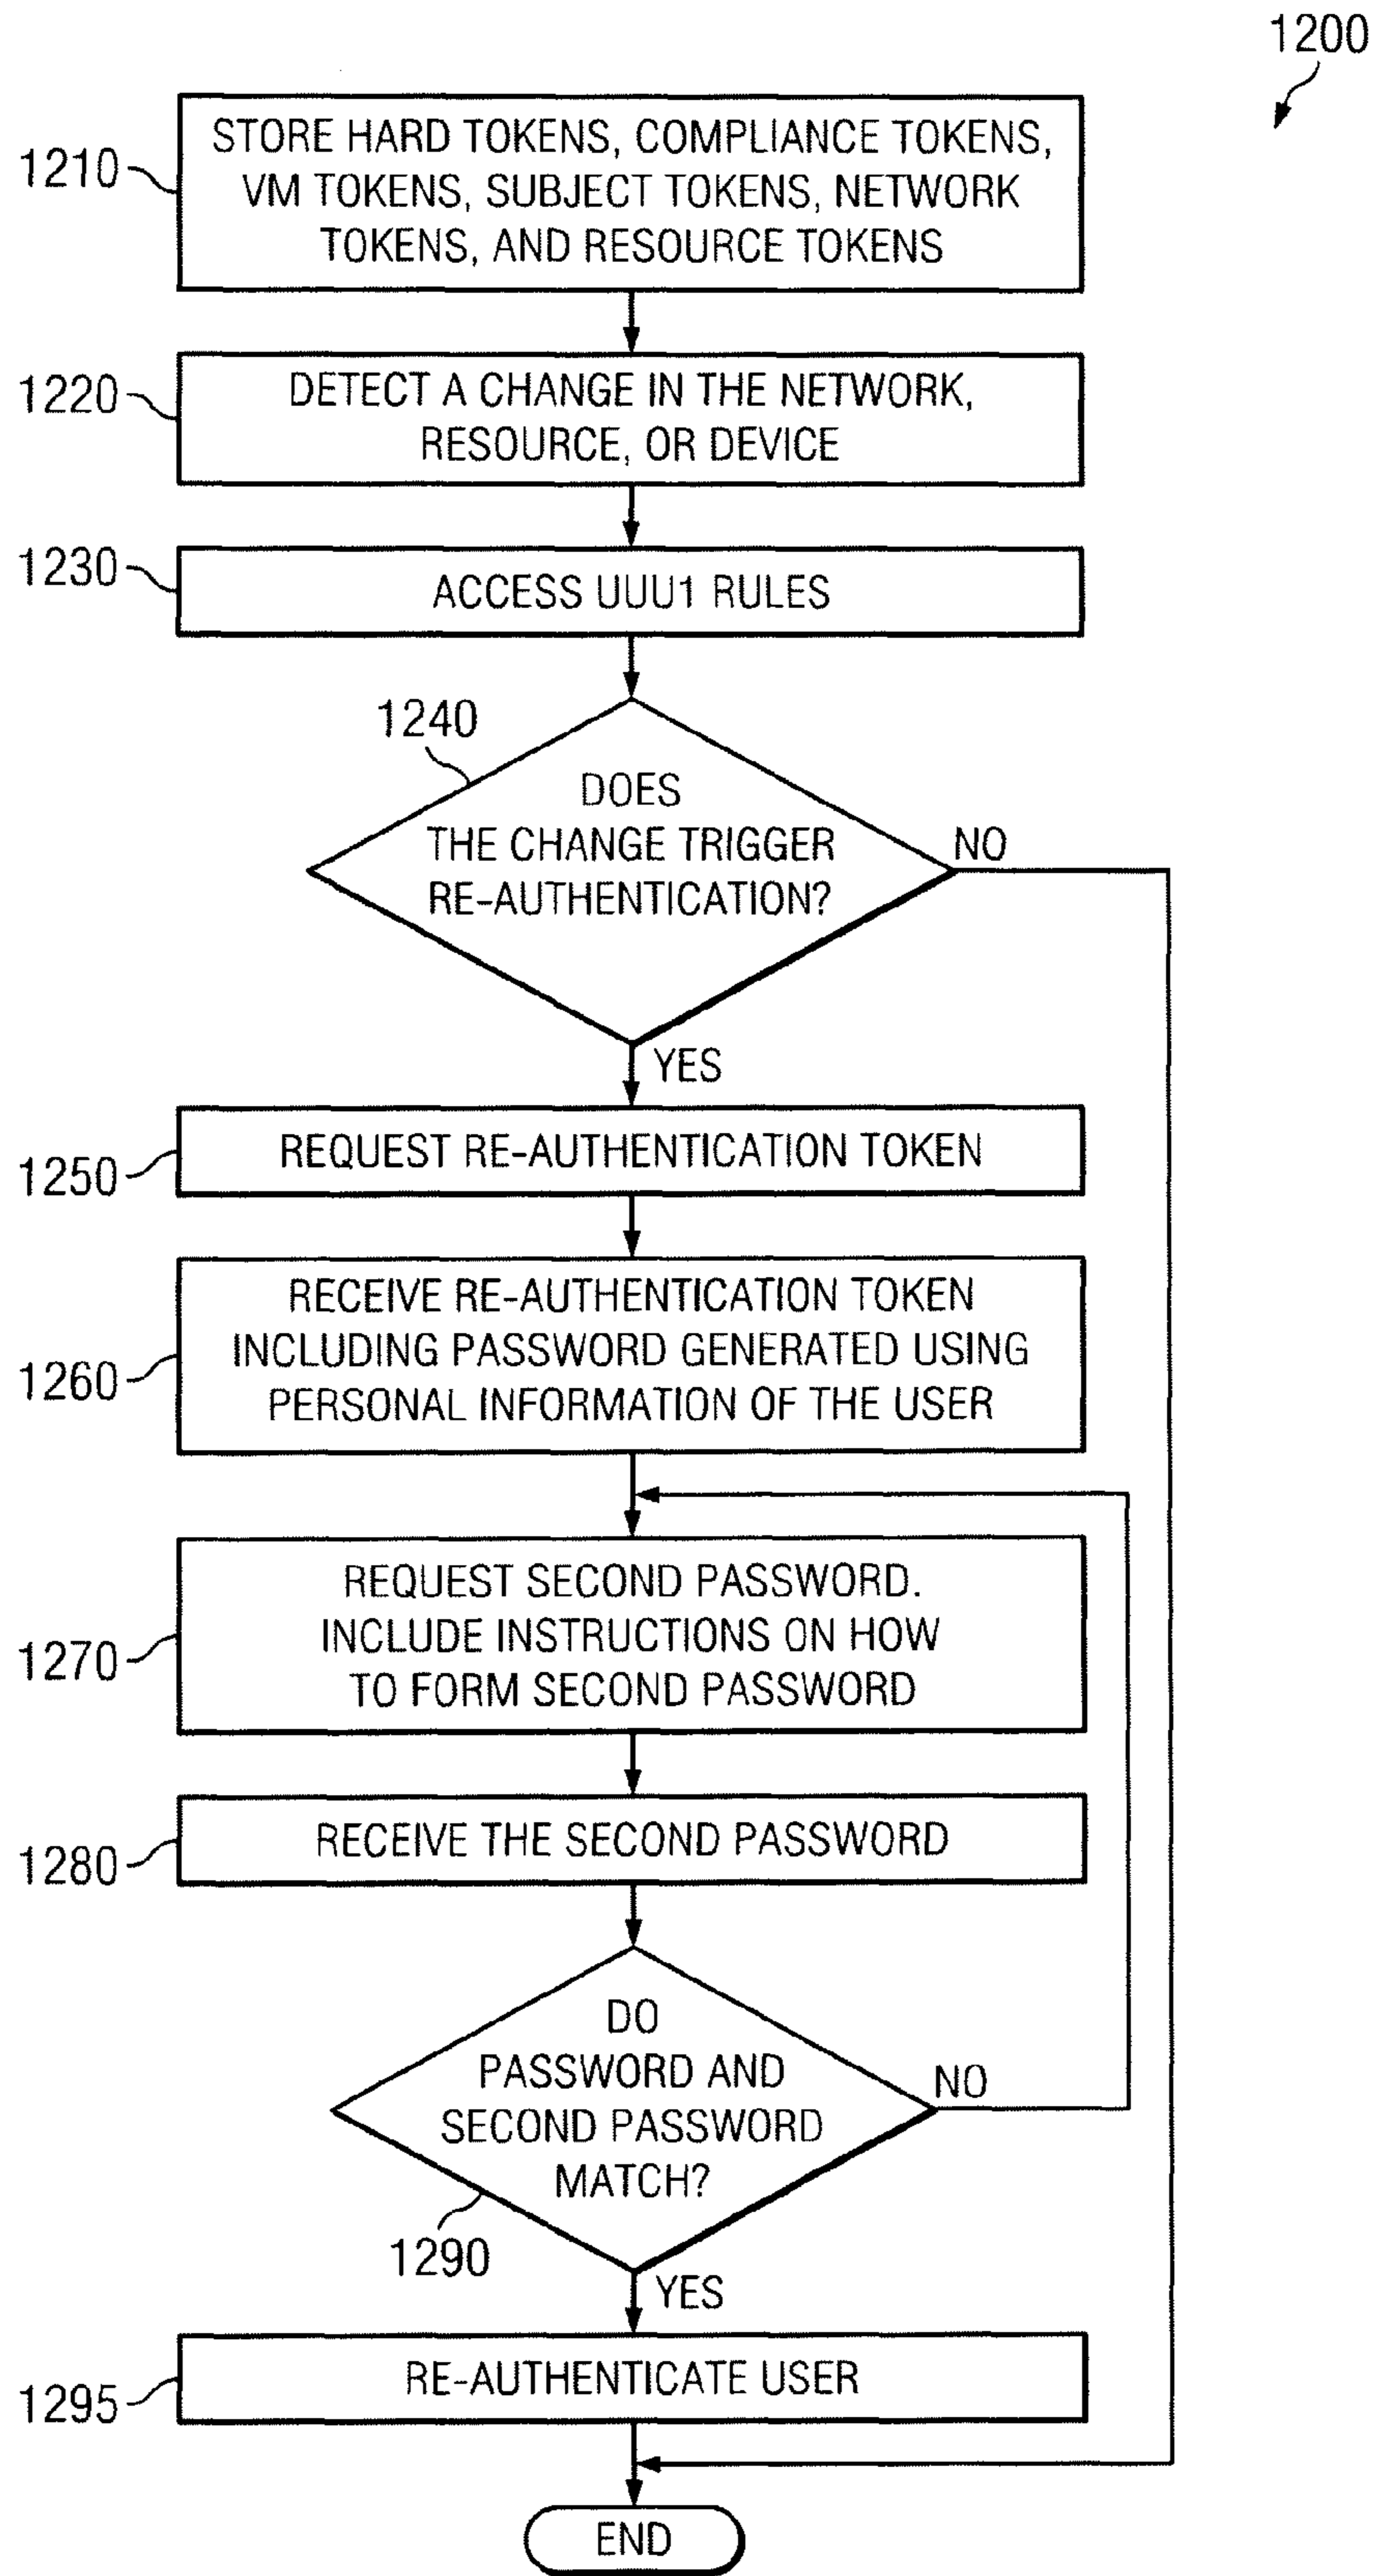 1200
1210
STORE HARD TOKENS, COMPLIANCE TOKENS,
VM TOKENS, SUBJECT TOKENS, NETWORK
TOKENS, AND RESOURCE TOKENS
1220
DETECT A CHANGE IN THE NETWORK,
RESOURCE, OR DEVICE
1230
ACCESS UUU1 RULES
1240
DOES
THE CHANGE TRIGGER
RE-AUTHENTICATION?
NO
YES
1250
REQUEST RE-AUTHENTICATION TOKEN
1260
RECEIVE RE-AUTHENTICATION TOKEN
INCLUDING PASSWORD GENERATED USING
PERSONAL INFORMATION OF THE USER
1270
REQUEST SECOND PASSWORD.
INCLUDE INSTRUCTIONS ON HOW
TO FORM SECOND PASSWORD
1280
RECEIVE THE SECOND PASSWORD
DO
PASSWORD AND
SECOND PASSWORD
MATCH?
NO
1290
YES
1295
RE-AUTHENTICATE USER
END